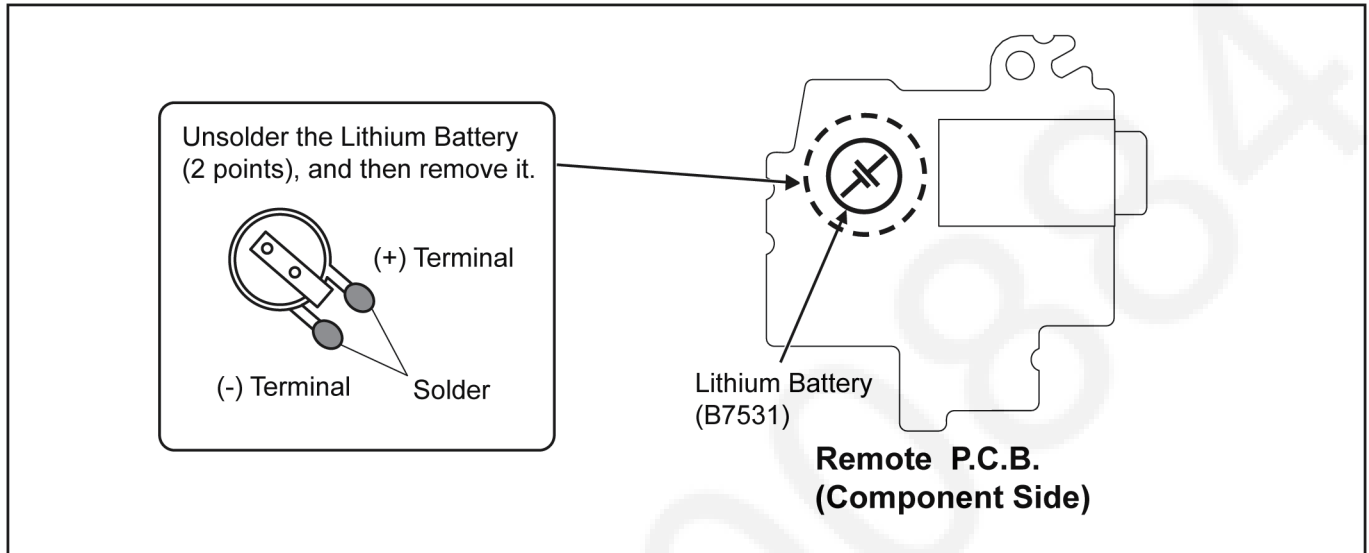 Unsolder the Lithium Battery
(2 points), and then remove it.
(+) Terminal
(-) Terminal
Solder
Lithium Battery
(B7531)
Remote P.C.B.
(Component Side)